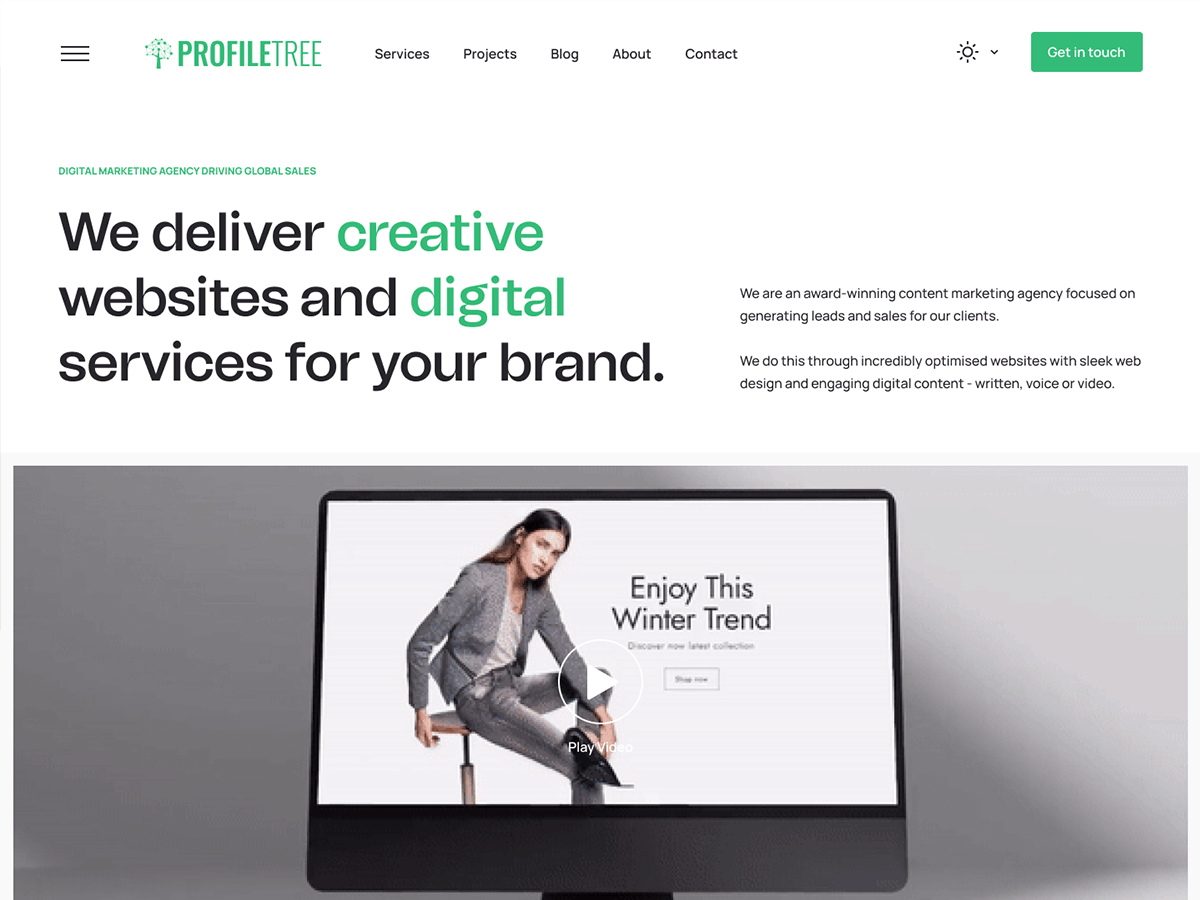 PROFILETREE
Services
Projects
Blog
About
Contact
Get in touch
DIGITAL MARKETING AGENCY DRIVING GLOBAL SALES
We deliver creative
websites and digital
services for your brand.
We are an award-winning content marketing agency focused on
generating leads and sales for our clients.
We do this through incredibly optimised websites with sleek web
design and engaging digital content - written, voice or video.
Enjoy This
Winter Trend
Discover now latest collection
Shop now
Play Video